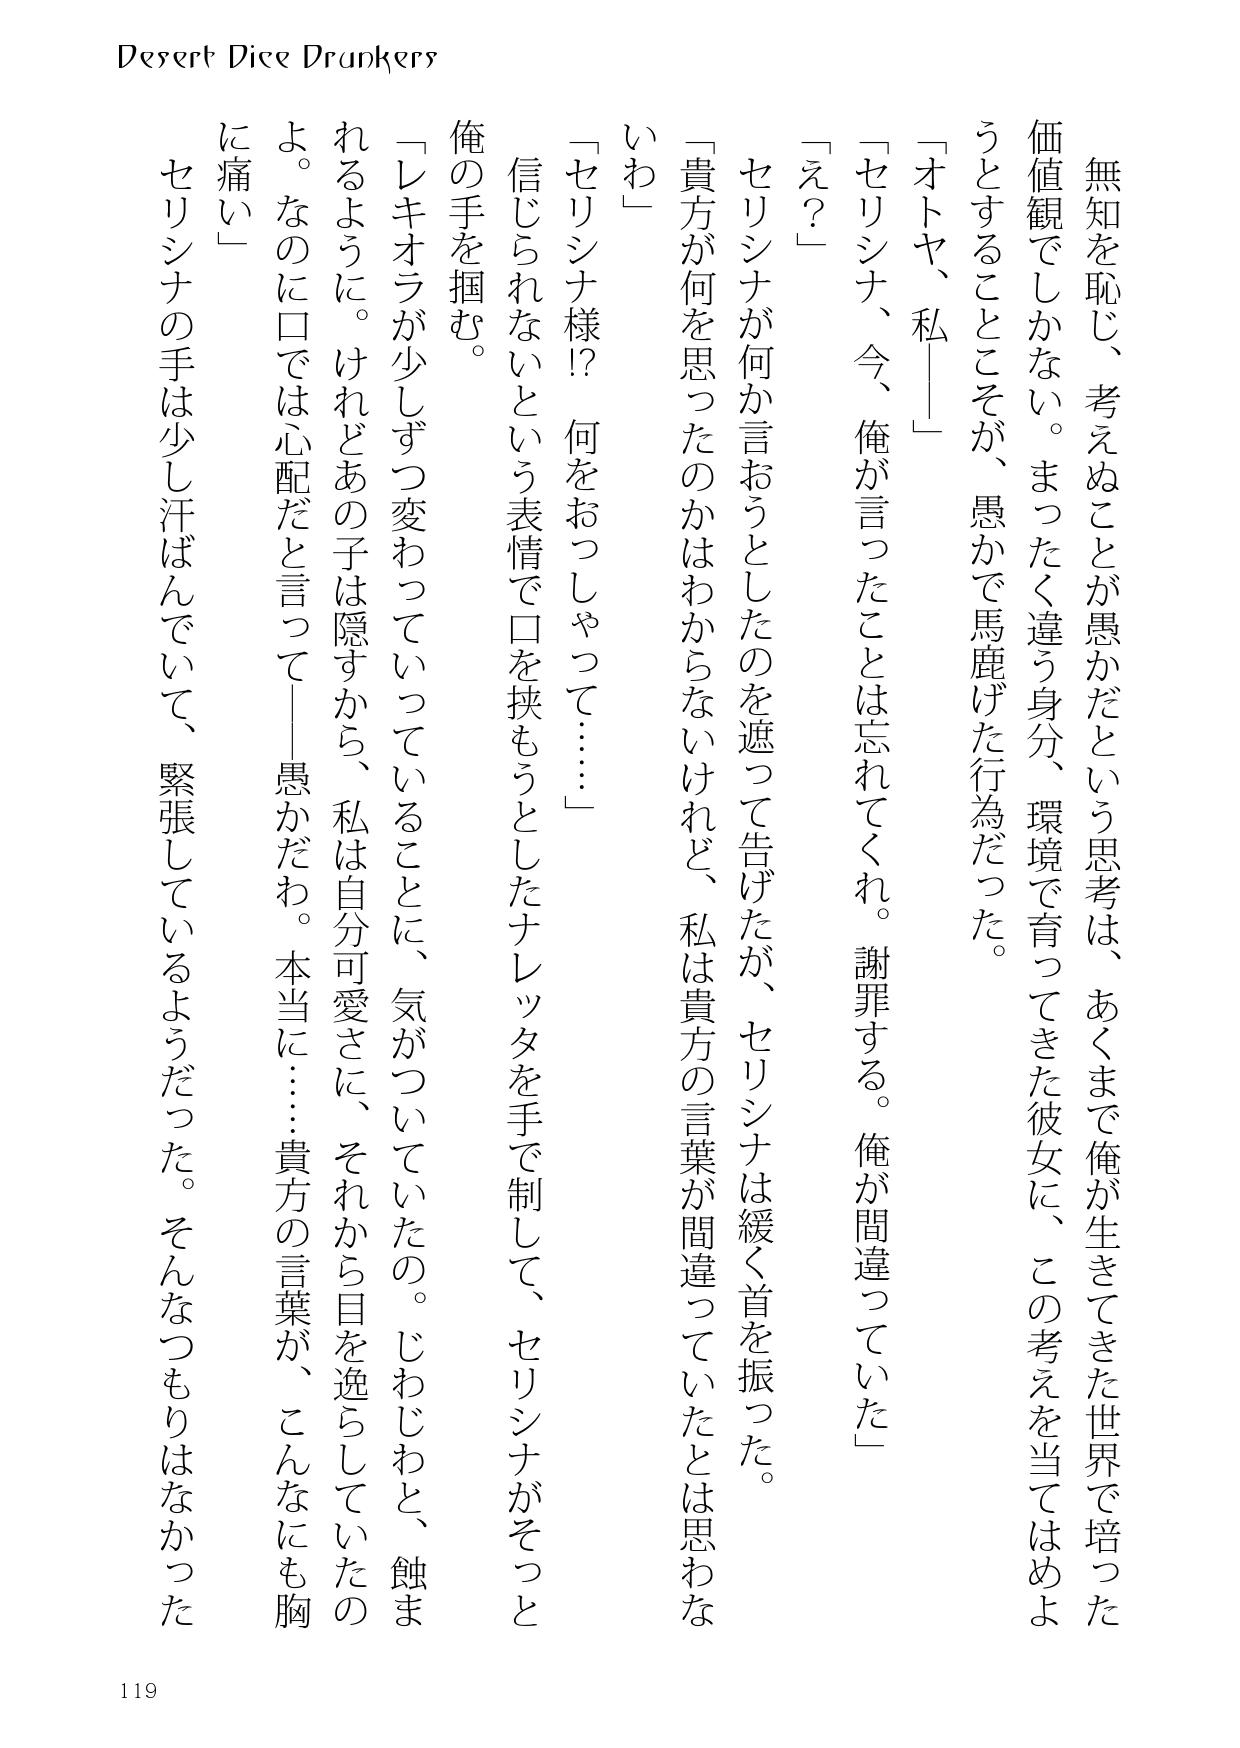 Desert Dice Drunkers
　無知を恥じ、考えぬことが愚かだという思考は、あくまで俺が生きてきた世界で培った
価値観でしかない。まったく違う身分、環境で育ってきた彼女に、この考えを当てはめよ
うとすることこそが、愚かで馬鹿げた行為だった。
「オトヤ、私――」
「セリシナ、今、俺が言ったことは忘れてくれ。謝罪する。俺が間違っていた」
「え？」
　セリシナが何か言おうとしたのを遮って告げたが、セリシナは緩く首を振った。
「貴方が何を思ったのかはわからないけれど、私は貴方の言葉が間違っていたとは思わな
いわ」
「セリシナ様!?　何をおっしゃって……」
　信じられないという表情で口を挟もうとしたナレッタを手で制して、セリシナがそっと
俺の手を掴む。
「レキオラが少しずつ変わっていっていることに、気がついていたの。じわじわと、蝕ま
れるように。けれどあの子は隠すから、私は自分可愛さに、それから目を逸らしていたの
よ。なのに口では心配だと言って――愚かだわ。本当に……貴方の言葉が、こんなにも胸
に痛い」
　セリシナの手は少し汗ばんでいて、緊張しているようだった。そんなつもりはなかった
119